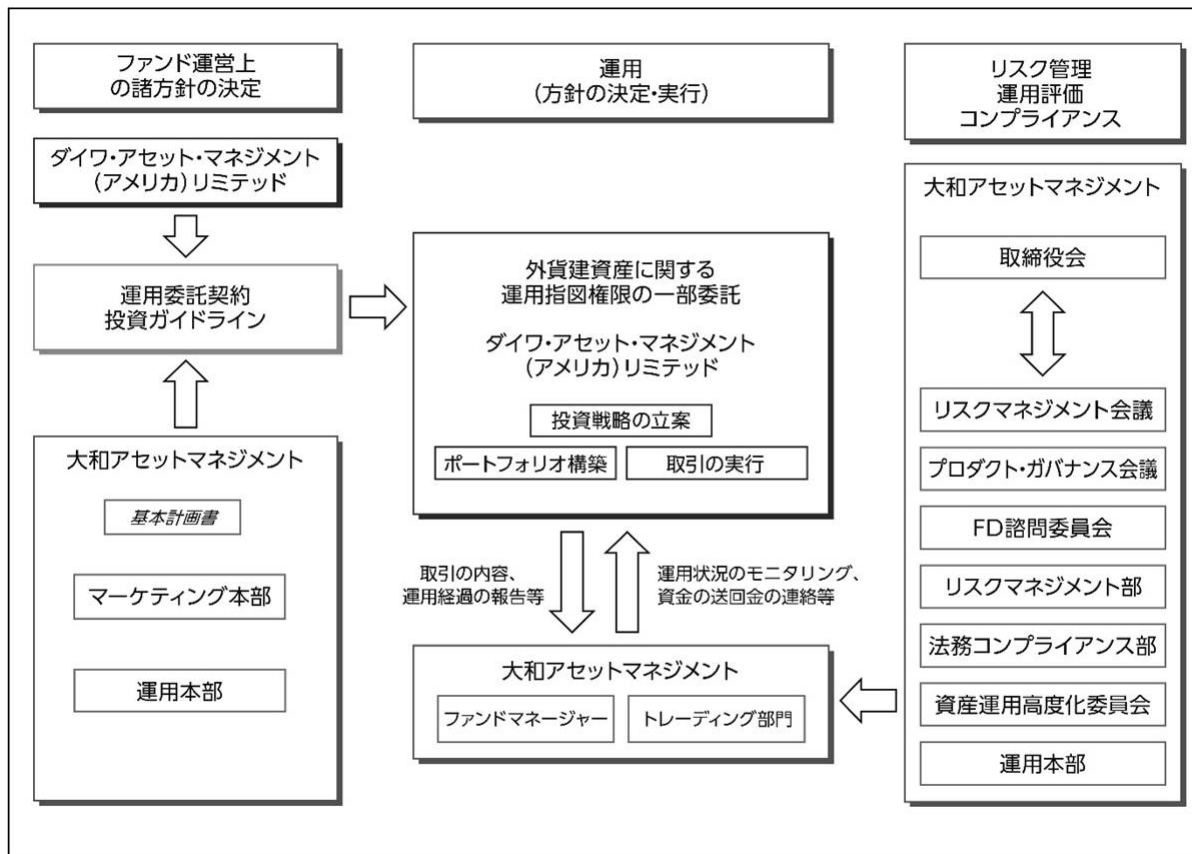 ファンド運営上
の諸方針の決定
ダイワ・アセット・マネジメント
（アメリカ）リミテッド
運用委託契約
投資ガイドライン
大和アセットマネジメント
基本計画書
マーケティング本部
運用本部
運用
（方針の決定・実行）
外貨建資産に関する
運用指図権限の一部委託
ダイワ・アセット・マネジメント
（アメリカ）リミテッド
投資戦略の立案
ポートフォリオ構築
取引の実行
取引の内容、
運用経過の報告等
運用状況のモニタリング、
資金の送回金の連絡等
大和アセットマネジメント
ファンドマネージャー
トレーディング部門
リスク管理
運用評価
コンプライアンス
大和アセットマネジメント
取締役会
リスクマネジメント会議
プロダクト・ガバナンス会議
FD諮問委員会
リスクマネジメント部
法務コンプライアンス部
資産運用高度化委員会
運用本部